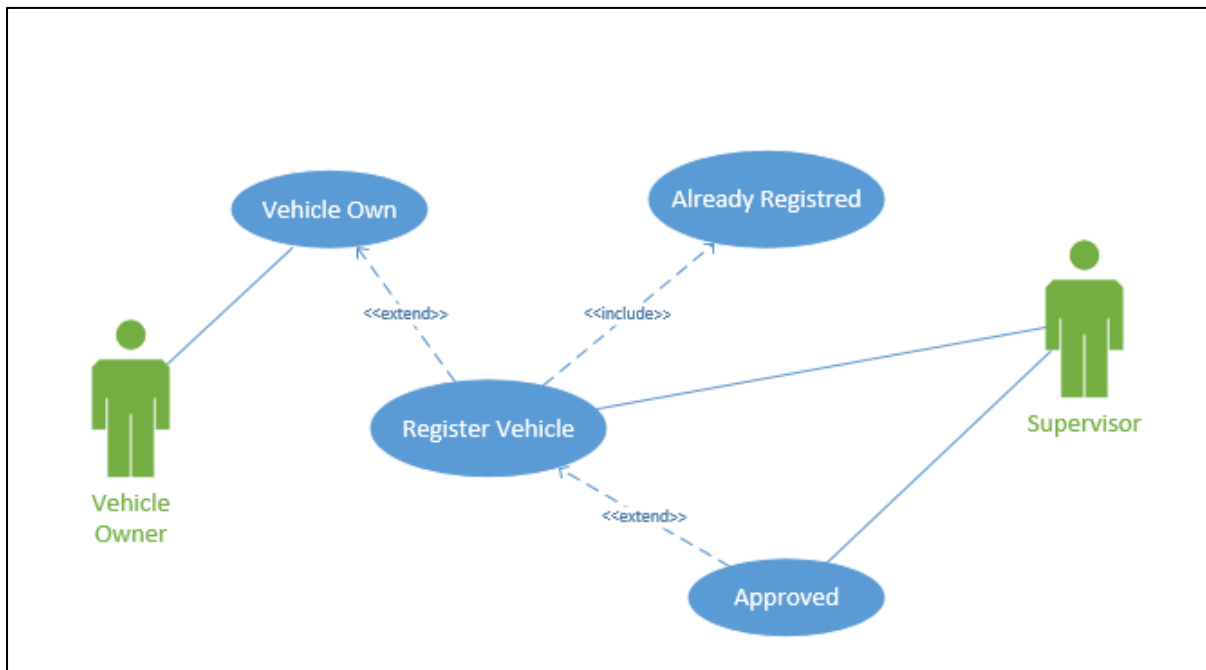 Vehicle Own
Already Registred
<<extend>>
<<include>>
Register Vehicle
Supervisor
Vehicle
Owner
<<extend>>
Approved